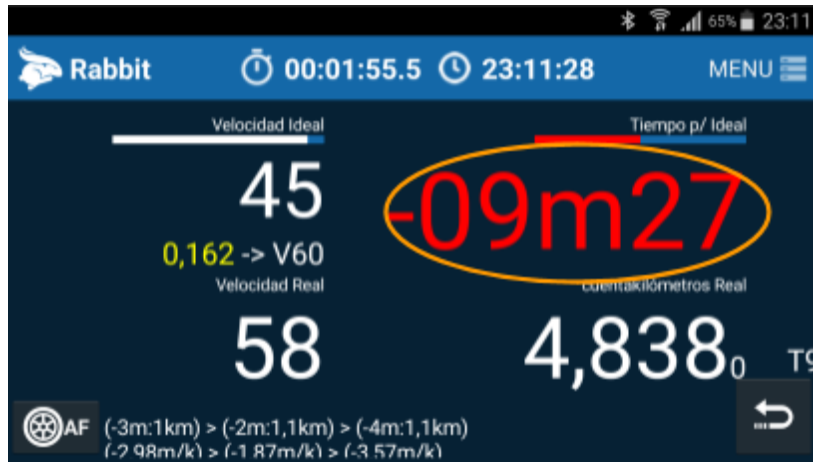 65% 23:11
Rabbit 00:01:55.5 23:11:28 MENU
Velocidad Ideal
Tiempo p/ Ideal
45
-09m27
0,162 -> V60
Velocidad Real
cuentakilómetros Real
58
4,838₀
T9
AF
(-3m:1km) > (-2m:1,1km) > (-4m:1,1km)
(-2.98m/k) > (-1.87m/k) > (-3.57m/k)